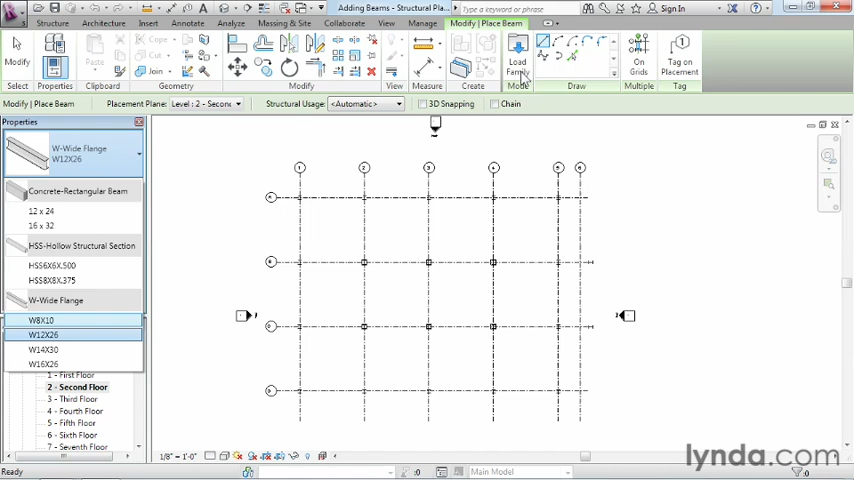 Adding Beams - Structural Pla...
Type a keyword or phrase
Sign In
Structure Architecture Insert Annotate Analyze Massing & Site Collaborate View Manage Modify | Place Beam
Modify
Properties
Paste
Cope
Cut
Join
Load
Family
On
Grids
Tag on
Placement
Select Properties Clipboard Geometry Modify Measure Create Mode Draw Multiple Tag
Modify | Place Beam Placement Plane: Level : 2 - Secon Structural Usage: <Automatic> 3D Snapping Chain
Properties
W-Wide Flange
W12X26
Concrete-Rectangular Beam
12 x 24
16 x 32
HSS-Hollow Structural Section
HSS6X6X.500
HSS8X8X.375
W-Wide Flange
W8X10
W12X26
W14X30
W16X26
1 - First Floor
2 - Second Floor
3 - Third Floor
4 - Fourth Floor
5 - Fifth Floor
6 - Sixth Floor
7 - Seventh Floor
1 2 3 4 5 6
1/8" = 1'-0"
Ready
:0
Main Model
:0
lynda.com